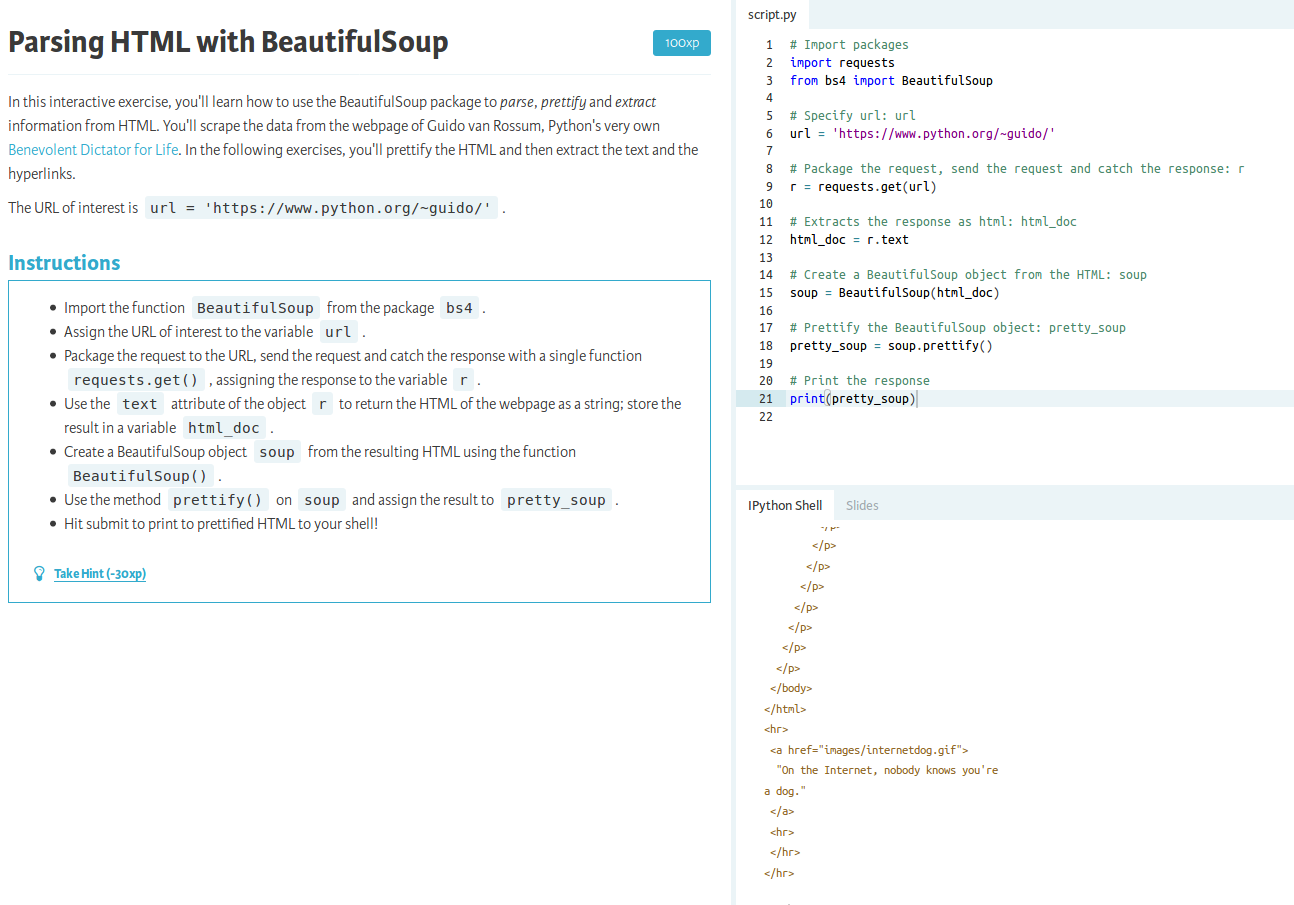 Parsing HTML with BeautifulSoup
100xp
In this interactive exercise, you'll learn how to use the BeautifulSoup package to parse, prettify and extract
information from HTML. You'll scrape the data from the webpage of Guido van Rossum, Python's very own
Benevolent Dictator for Life. In the following exercises, you'll prettify the HTML and then extract the text and the
hyperlinks.
The URL of interest is url = 'https://www.python.org/~guido/' .
Instructions
• Import the function BeautifulSoup from the package bs4 .
• Assign the URL of interest to the variable url .
• Package the request to the URL, send the request and catch the response with a single function
requests.get() , assigning the response to the variable r .
• Use the text attribute of the object r to return the HTML of the webpage as a string; store the
result in a variable html_doc .
• Create a BeautifulSoup object soup from the resulting HTML using the function
BeautifulSoup() .
• Use the method prettify() on soup and assign the result to pretty_soup .
• Hit submit to print to prettified HTML to your shell!
Take Hint (-30xp)
script.py
1 # Import packages
2 import requests
3 from bs4 import BeautifulSoup
4
5 # Specify url: url
6 url = 'https://www.python.org/~guido/'
7
8 # Package the request, send the request and catch the response: r
9 r = requests.get(url)
10
11 # Extracts the response as html: html_doc
12 html_doc = r.text
13
14 # Create a BeautifulSoup object from the HTML: soup
15 soup = BeautifulSoup(html_doc)
16
17 # Prettify the BeautifulSoup object: pretty_soup
18 pretty_soup = soup.prettify()
19
20 # Print the response
21 print(pretty_soup)
22
IPython Shell
Slides
</p>
</p>
</p>
</p>
</p>
</p>
</p>
</p>
</body>
</html>
<hr>
<a href="images/internetdog.gif">
"On the Internet, nobody knows you're
a dog."
</a>
<hr>
</hr>
</hr>